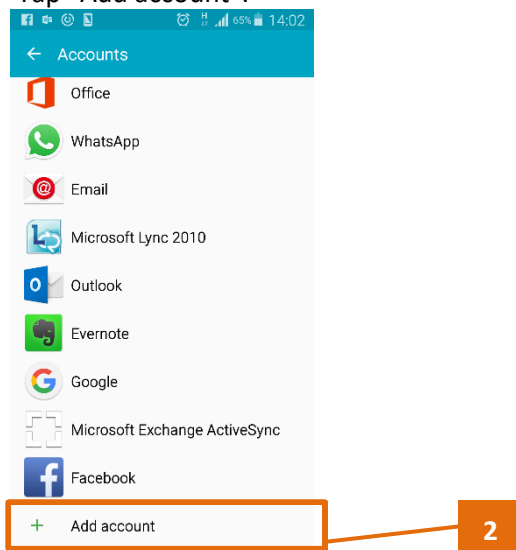 Tap "Add account".
65% 14:02
Accounts
Office
WhatsApp
Email
Microsoft Lync 2010
Outlook
Evernote
Google
Microsoft Exchange ActiveSync
Facebook
+ Add account
2